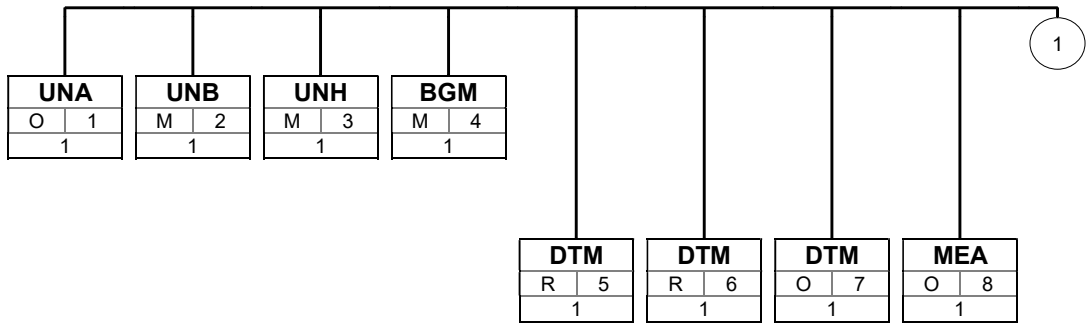 1
UNA UNB UNH BGM
O 1 M 2 M 3 M 4
1 1 1 1
DTM DTM DTM MEA
R 5 R 6 O 7 O 8
1 1 1 1